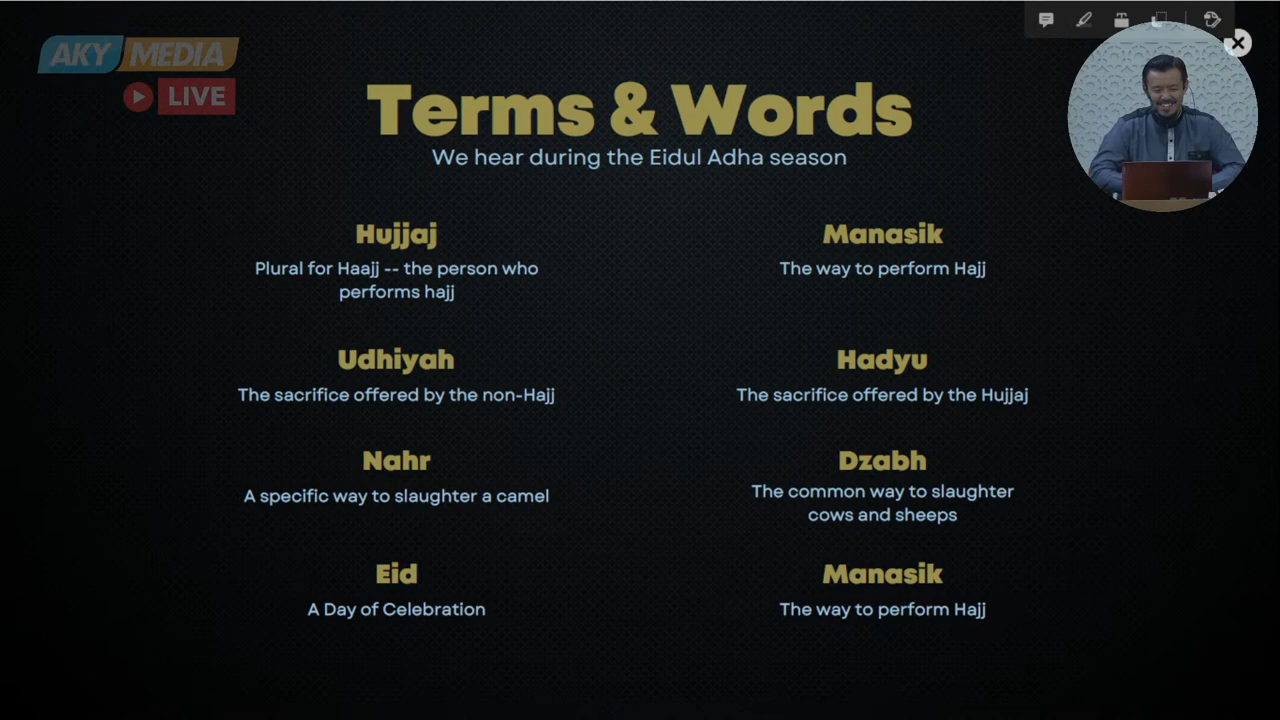 AKY MEDIA
LIVE
Terms & Words
We hear during the Eidul Adha season
Hujjaj
Plural for Haajj -- the person who
performs hajj
Manasik
The way to perform Hajj
Udhiyah
The sacrifice offered by the non-Hajj
Hadyu
The sacrifice offered by the Hujjaj
Nahr
A specific way to slaughter a camel
Dzabh
The common way to slaughter
cows and sheeps
Eid
A Day of Celebration
Manasik
The way to perform Hajj